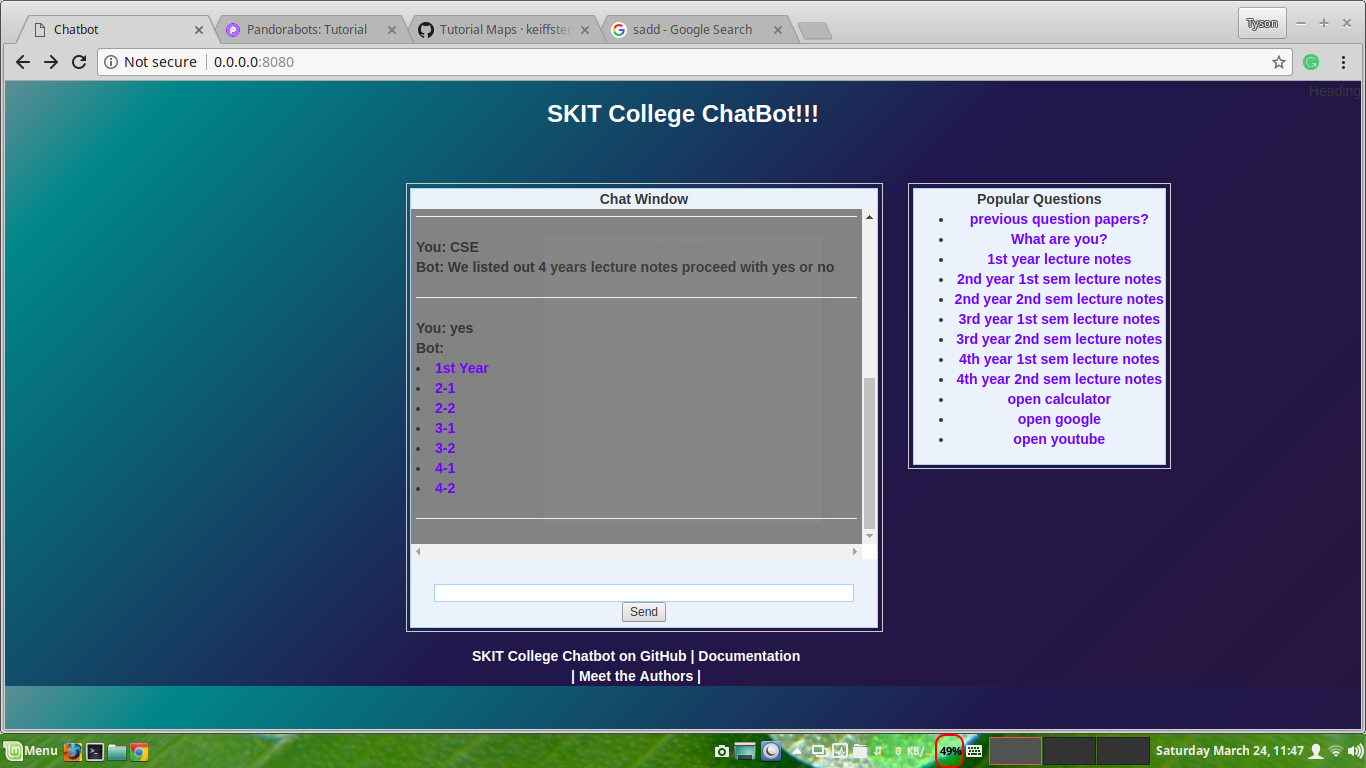 Chatbot
Pandorabots: Tutorial
Tutorial Maps · keiffster
sadd - Google Search
Tyson
Not secure
0.0.0.0:8080
Heading
SKIT College ChatBot!!!
Chat Window
You: CSE
Bot: We listed out 4 years lecture notes proceed with yes or no
You: yes
Bot:
1st Year
2-1
2-2
3-1
3-2
4-1
4-2
Send
Popular Questions
previous question papers?
What are you?
1st year lecture notes
2nd year 1st sem lecture notes
2nd year 2nd sem lecture notes
3rd year 1st sem lecture notes
3rd year 2nd sem lecture notes
4th year 1st sem lecture notes
4th year 2nd sem lecture notes
open calculator
open google
open youtube
SKIT College Chatbot on GitHub | Documentation
| Meet the Authors |
Menu
0 KB/...
49%
Saturday March 24, 11:47